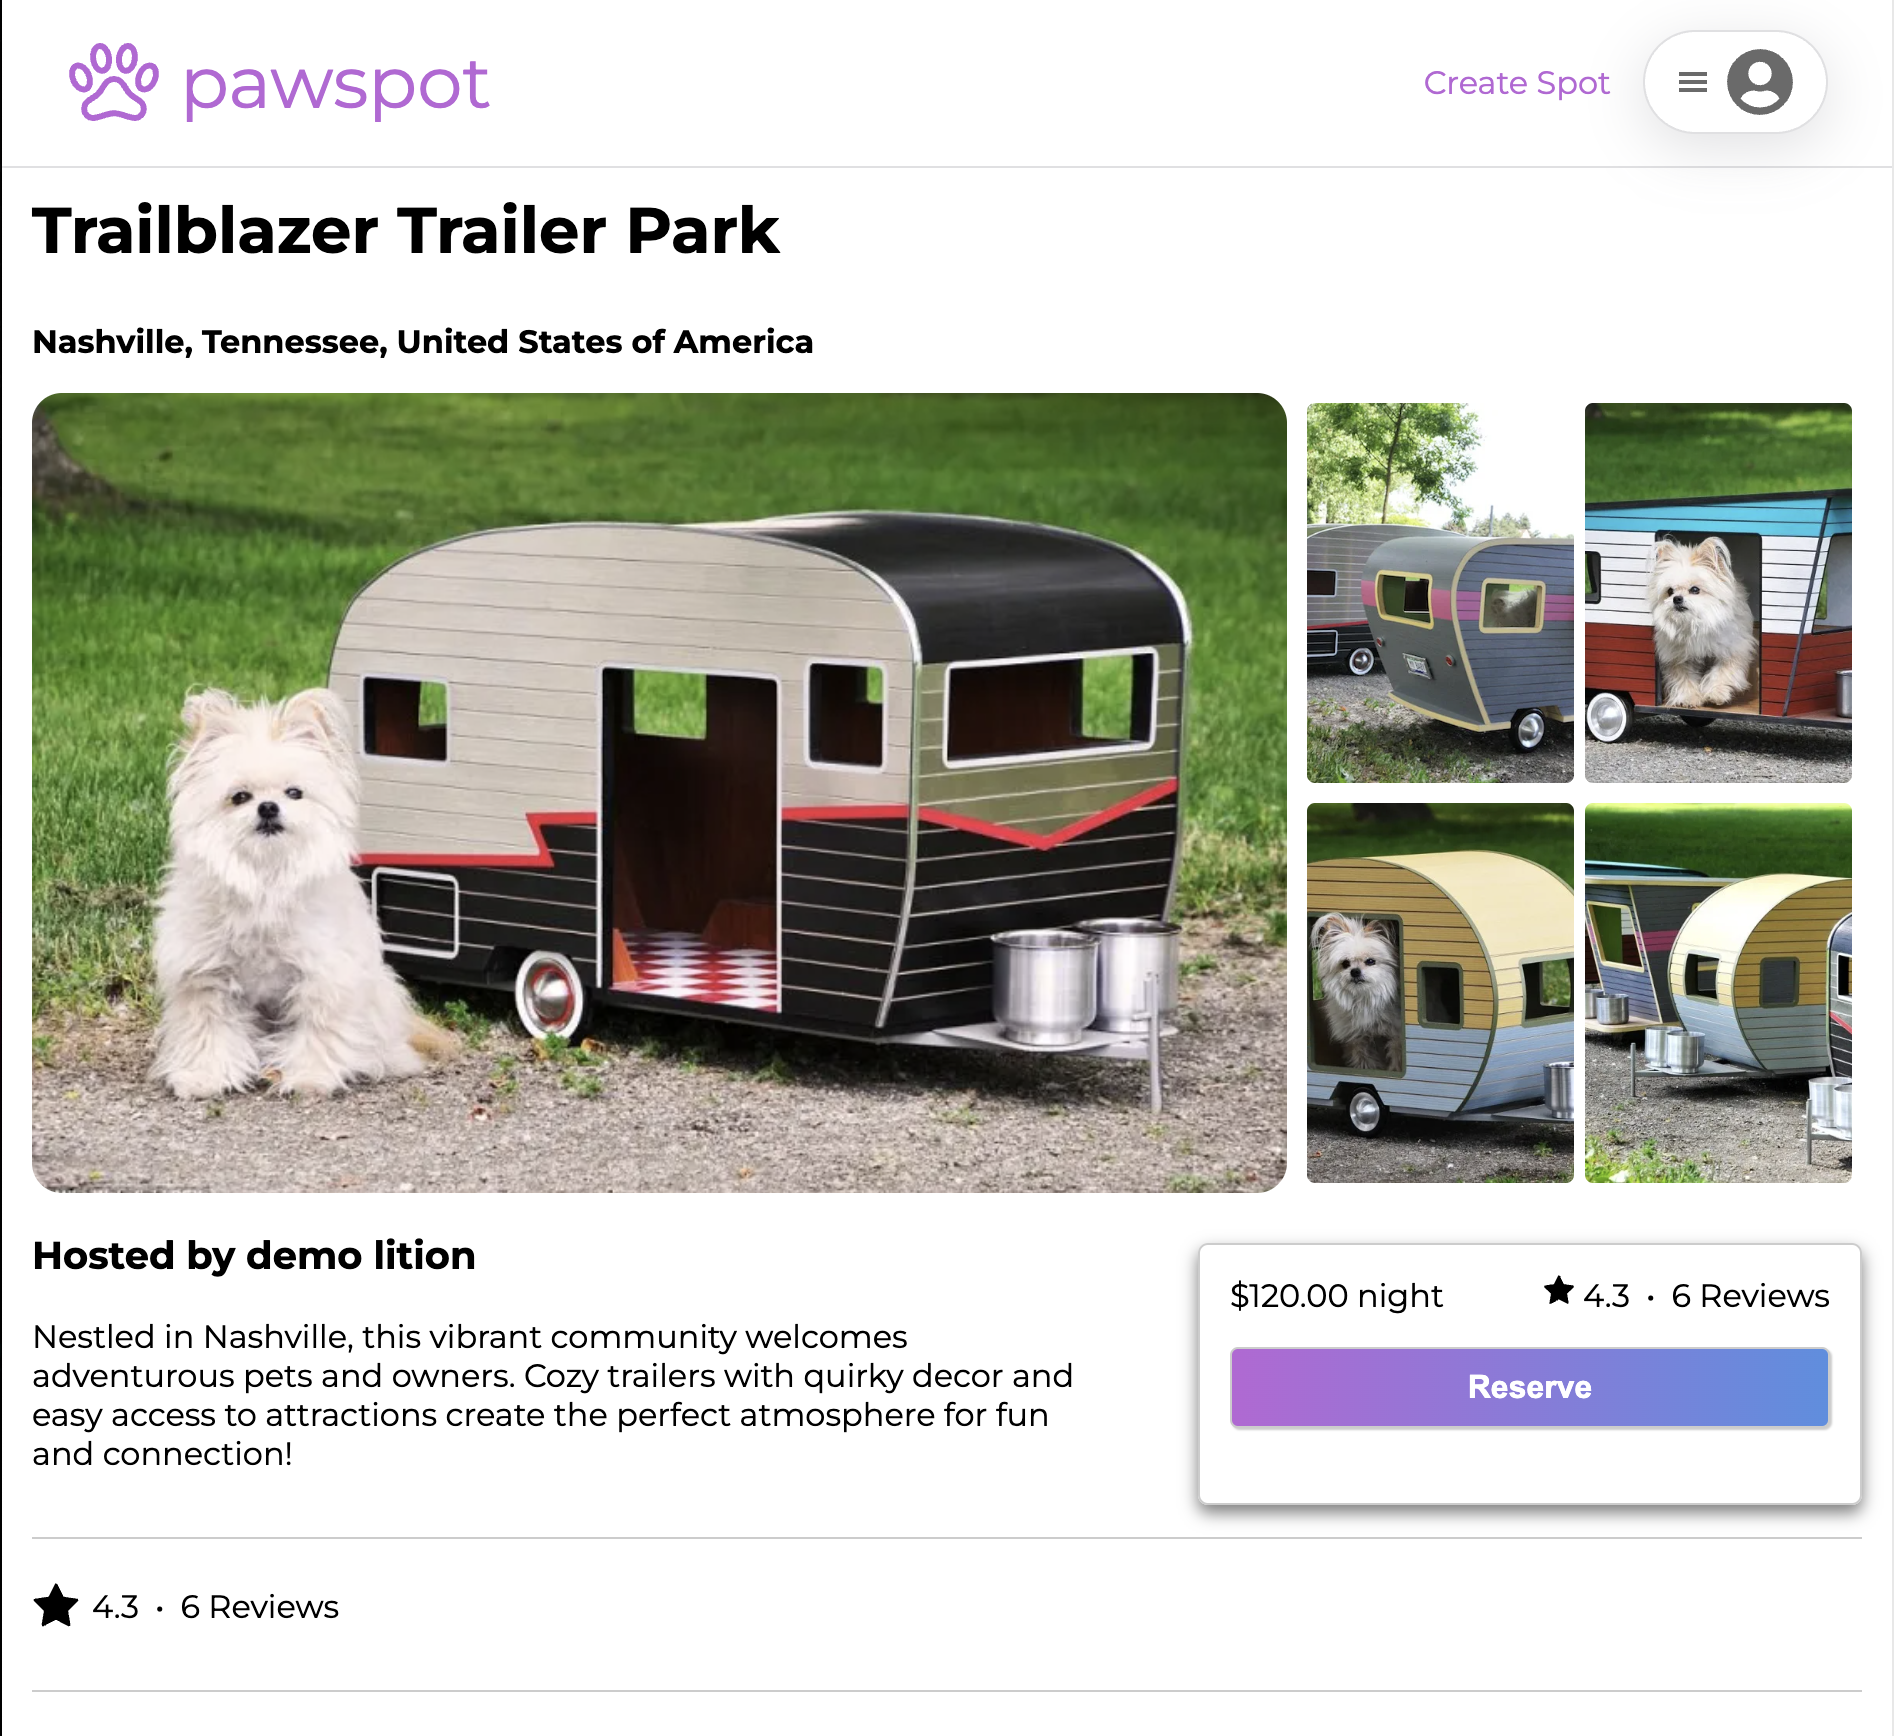 pawspot
Create Spot
Trailblazer Trailer Park
Nashville, Tennessee, United States of America
Hosted by demo lition
Nestled in Nashville, this vibrant community welcomes
adventurous pets and owners. Cozy trailers with quirky decor and
easy access to attractions create the perfect atmosphere for fun
and connection!
$120.00 night
4.3 · 6 Reviews
Reserve
4.3 · 6 Reviews